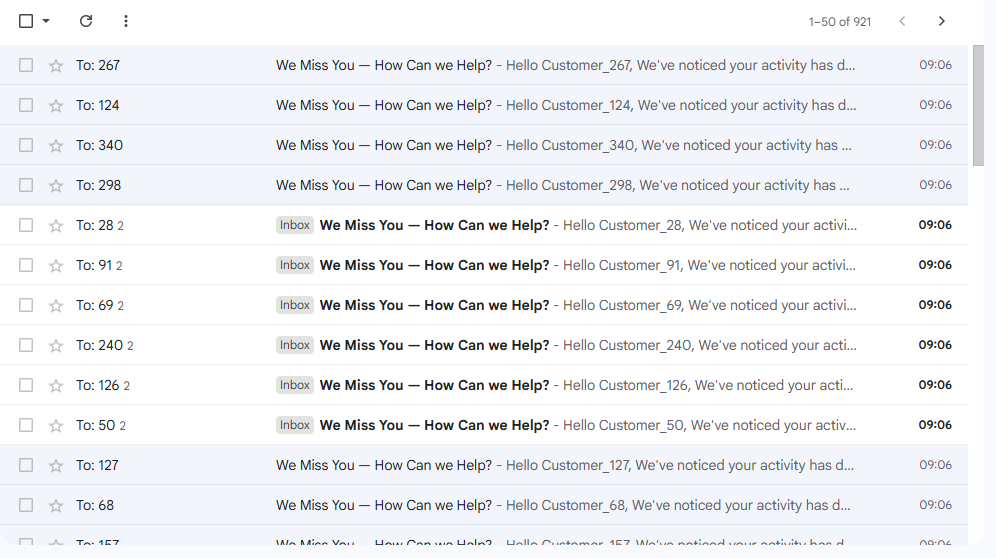 1–50 of 921
To: 267 We Miss You — How Can we Help? - Hello Customer_267, We've noticed your activity has d... 09:06
To: 124 We Miss You — How Can we Help? - Hello Customer_124, We've noticed your activity has d... 09:06
To: 340 We Miss You — How Can we Help? - Hello Customer_340, We've noticed your activity has ... 09:06
To: 298 We Miss You — How Can we Help? - Hello Customer_298, We've noticed your activity has ... 09:06
To: 28 2 Inbox We Miss You — How Can we Help? - Hello Customer_28, We've noticed your activi... 09:06
To: 91 2 Inbox We Miss You — How Can we Help? - Hello Customer_91, We've noticed your activi... 09:06
To: 69 2 Inbox We Miss You — How Can we Help? - Hello Customer_69, We've noticed your activi... 09:06
To: 240 2 Inbox We Miss You — How Can we Help? - Hello Customer_240, We've noticed your acti... 09:06
To: 126 2 Inbox We Miss You — How Can we Help? - Hello Customer_126, We've noticed your acti... 09:06
To: 50 2 Inbox We Miss You — How Can we Help? - Hello Customer_50, We've noticed your activ... 09:06
To: 127 We Miss You — How Can we Help? - Hello Customer_127, We've noticed your activity has d... 09:06
To: 68 We Miss You — How Can we Help? - Hello Customer_68, We've noticed your activity has d... 09:06
To: 157 We Miss You — How Can we Help? - Hello Customer_157, We've noticed your activity has d... 09:06